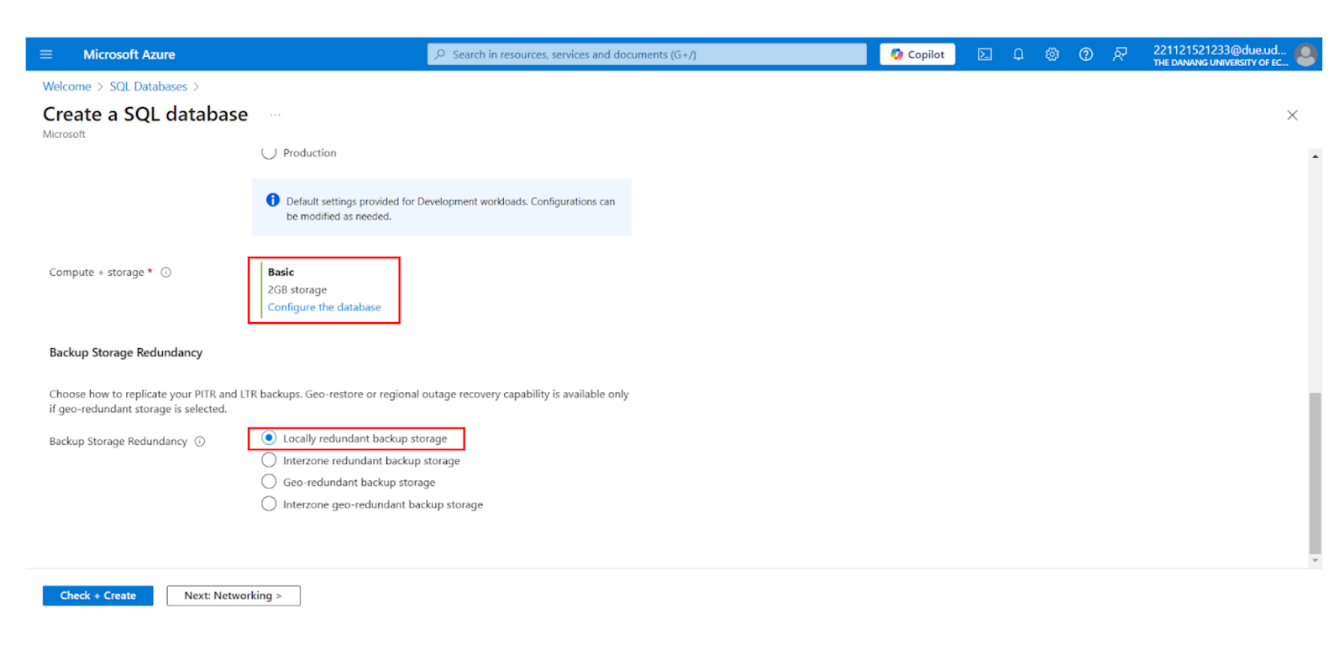 Microsoft Azure
Search in resources, services and documents (G+/)
Copilot
221121521233@due.ud...
THE DANANG UNIVERSITY OF EC...
Welcome > SQL Databases >
Create a SQL database ...
Microsoft
Production
Default settings provided for Development workloads. Configurations can
be modified as needed.
Compute + storage *
Basic
2GB storage
Configure the database
Backup Storage Redundancy
Choose how to replicate your PITR and LTR backups. Geo-restore or regional outage recovery capability is available only
if geo-redundant storage is selected.
Backup Storage Redundancy
Locally redundant backup storage
Interzone redundant backup storage
Geo-redundant backup storage
Interzone geo-redundant backup storage
Check + Create
Next: Networking >